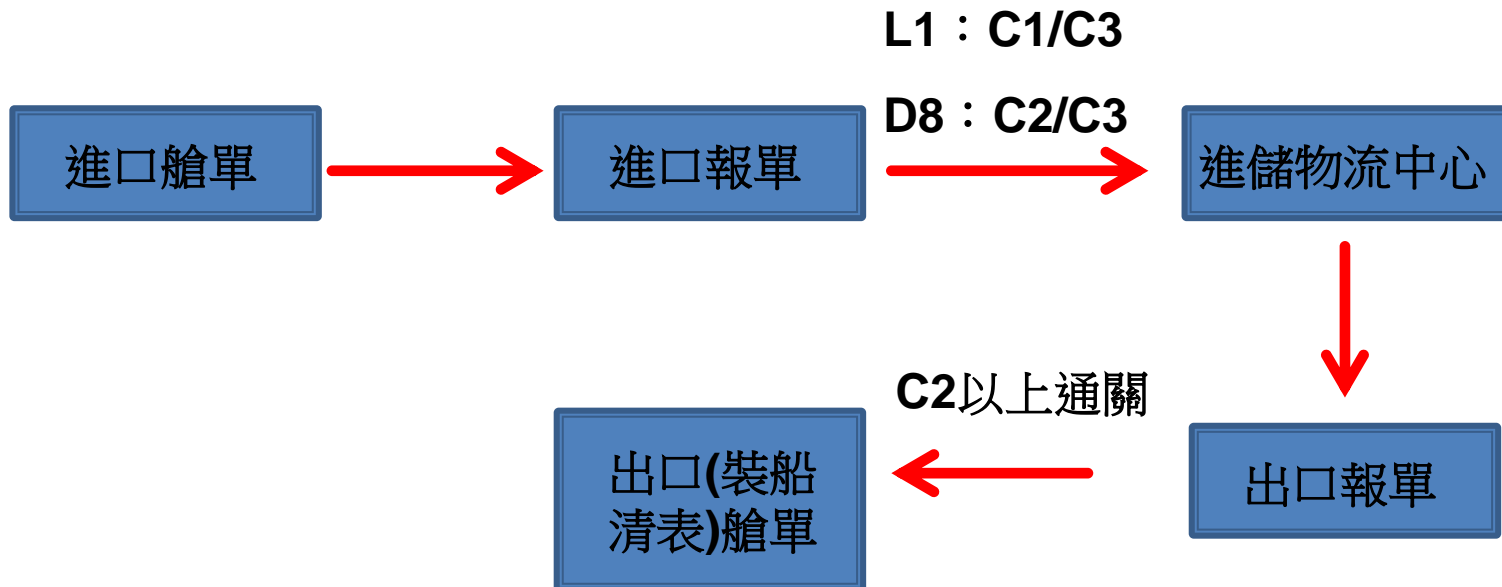 L1：C1/C3
D8：C2/C3
進口艙單
進口報單
進儲物流中心
C2以上通關
出口(裝船
清表)艙單
出口報單